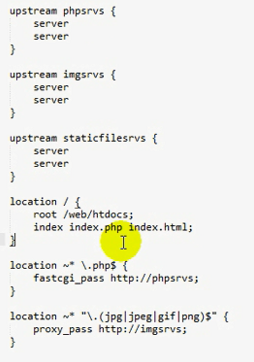 upstream phpsrvs {
server
server
}
upstream imgsrvs {
server
server
}
upstream staticfilesrvs {
server
server
}
location / {
root /web/htdocs;
index index.php index.html;
}
location ~* \.php$ {
fastcgi_pass http://phpsrvs;
}
location ~* "\.(jpg|jpeg|gif|png)$" {
proxy_pass http://imgsrvs;
}